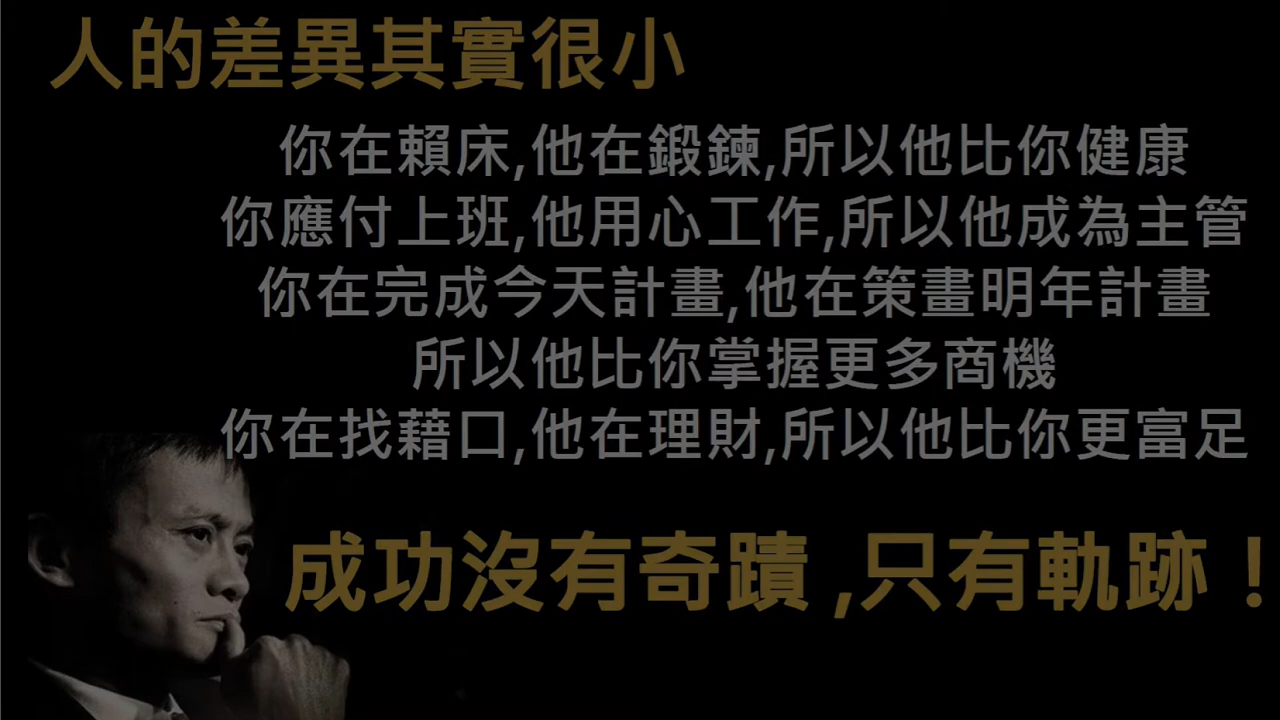 人的差異其實很小
你在賴床,他在鍛鍊,所以他比你健康
你應付上班,他用心工作,所以他成為主管
你在完成今天計畫,他在策畫明年計畫
所以他比你掌握更多商機
你在找藉口,他在理財,所以他比你更富足
成功沒有奇蹟 ,只有軌跡！